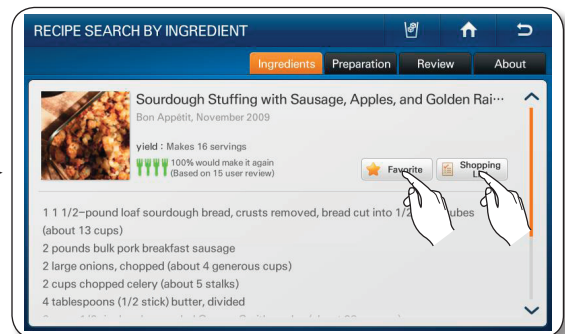 RECIPE SEARCH BY INGREDIENT
Ingredients Preparation Review About
Sourdough Stuffing with Sausage, Apples, and Golden Rai...
Bon Appétit, November 2009
yield : Makes 16 servings
100% would make it again
(Based on 15 user review)
Favorite
Shopping
1 1 1/2-pound loaf sourdough bread, crusts removed, bread cut into
(about 13 cups)
2 pounds bulk pork breakfast sausage
2 large onions, chopped (about 4 generous cups)
2 cups chopped celery (about 5 stalks)
4 tablespoons (1/2 stick) butter, divided